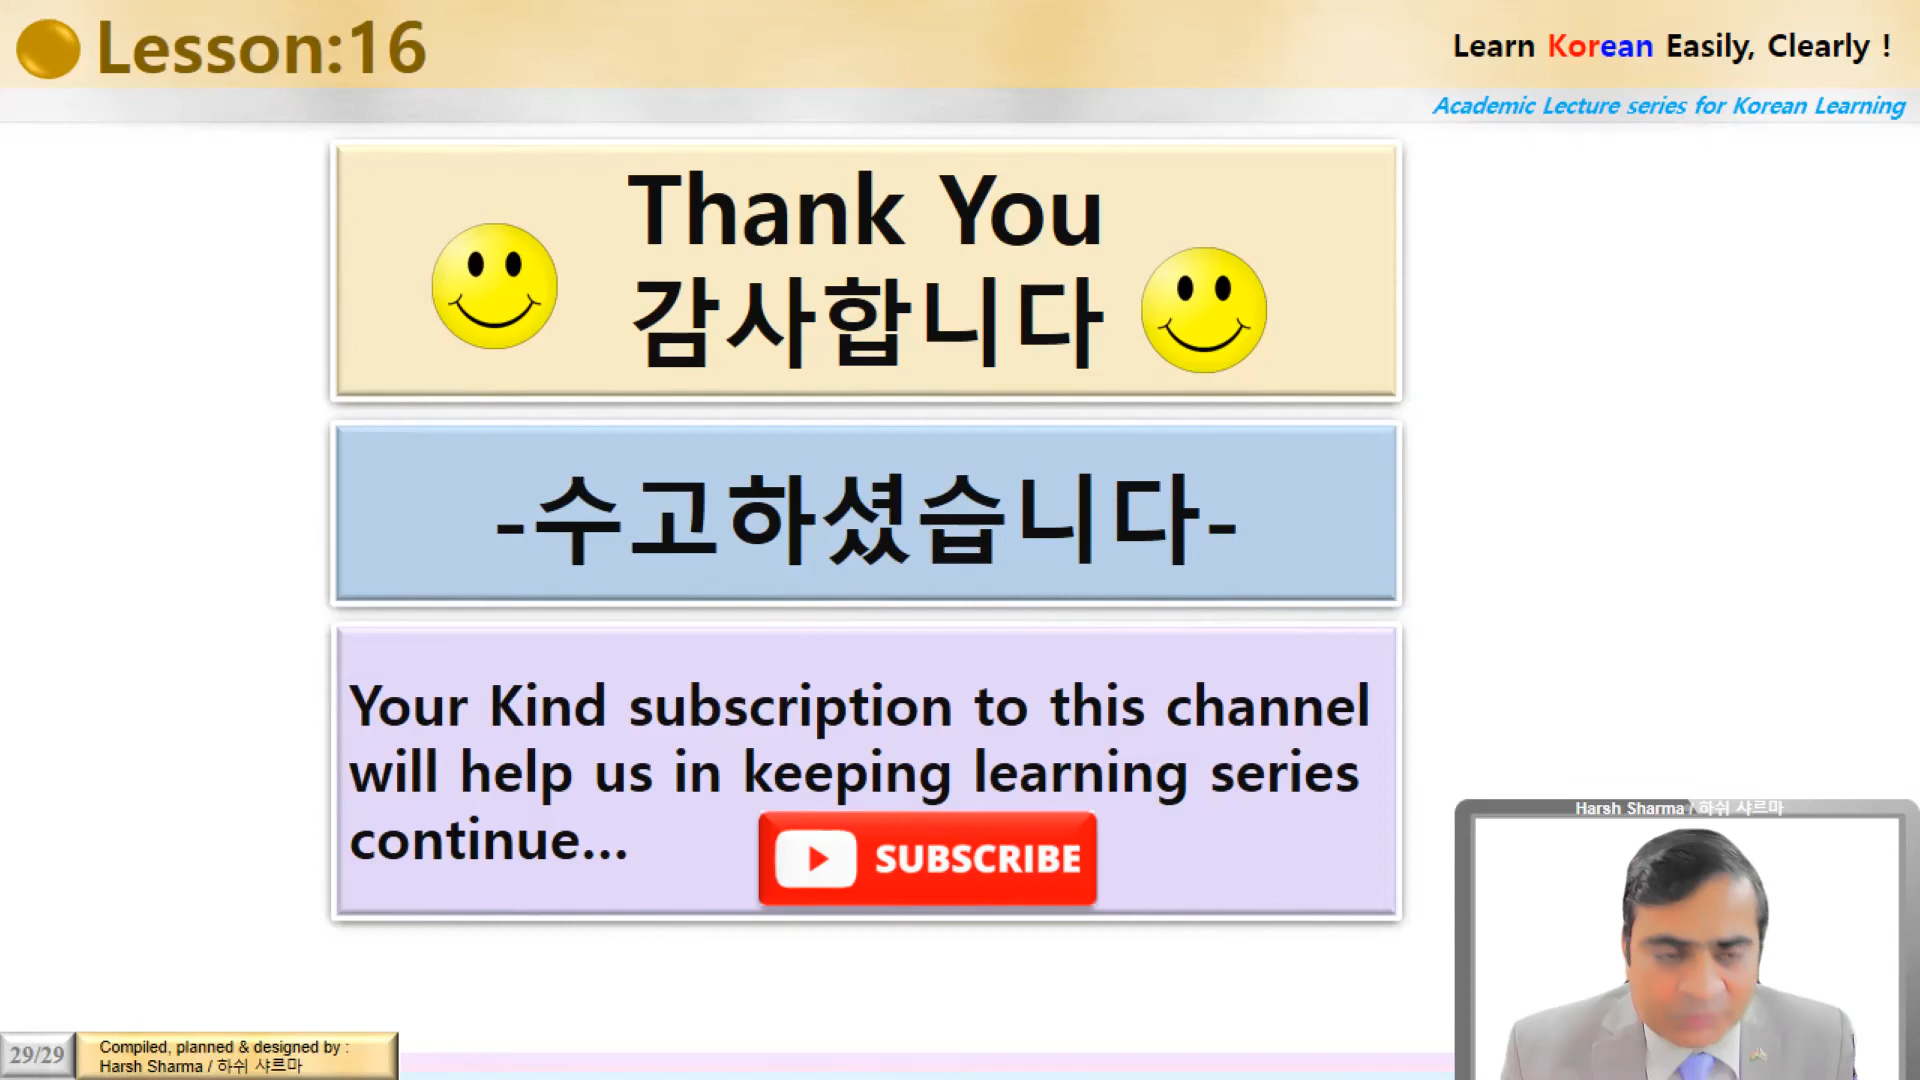 Lesson:16
Learn Korean Easily, Clearly !
Academic Lecture series for Korean Learning
Thank You
감사합니다
-수고하셨습니다-
Your Kind subscription to this channel
will help us in keeping learning series
continue...
SUBSCRIBE
Harsh Sharma / 하쉬 샤르마
29/29
Compiled, planned & designed by :
Harsh Sharma / 하쉬 샤르마